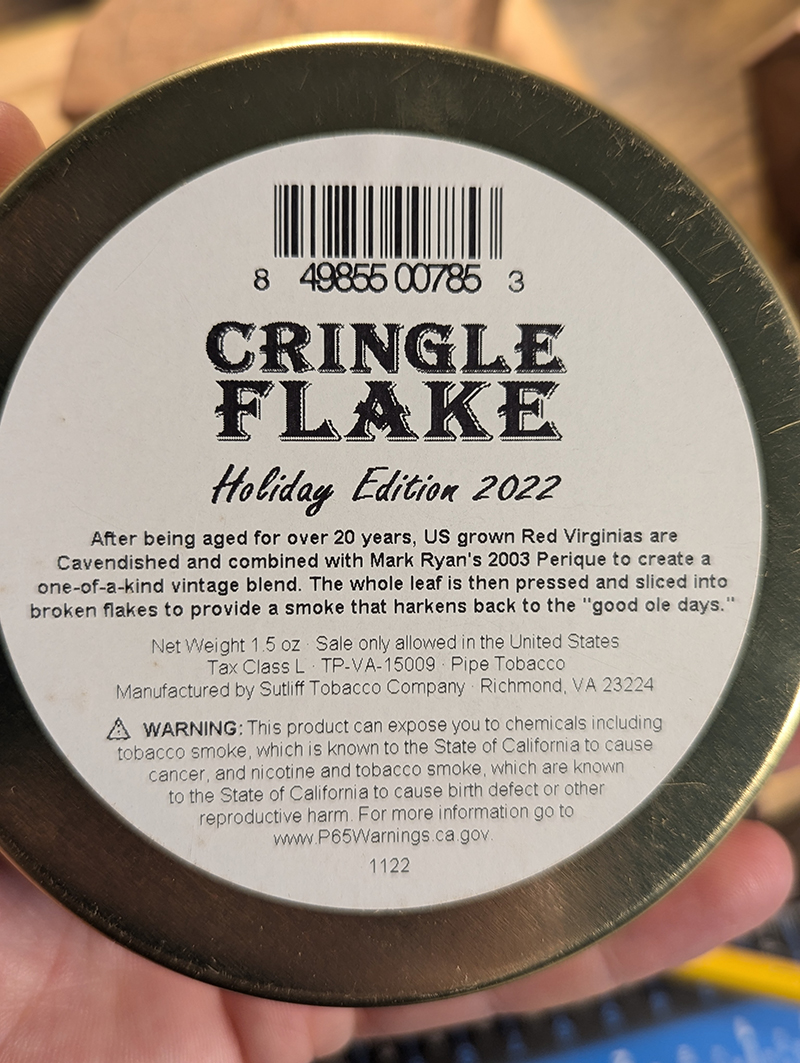 8 49855 00785 3
CRINGLE
FLAKE
Holiday Edition 2022
After being aged for over 20 years, US grown Red Virginias are
Cavendished and combined with Mark Ryan's 2003 Perique to create a
one-of-a-kind vintage blend. The whole leaf is then pressed and sliced into
broken flakes to provide a smoke that harkens back to the "good ole days."
Net Weight 1.5 oz · Sale only allowed in the United States
Tax Class L · TP-VA-15009 · Pipe Tobacco
Manufactured by Sutliff Tobacco Company · Richmond, VA 23224
⚠ WARNING: This product can expose you to chemicals including
tobacco smoke, which is known to the State of California to cause
cancer, and nicotine and tobacco smoke, which are known
to the State of California to cause birth defect or other
reproductive harm. For more information go to
www.P65Warnings.ca.gov.
1122